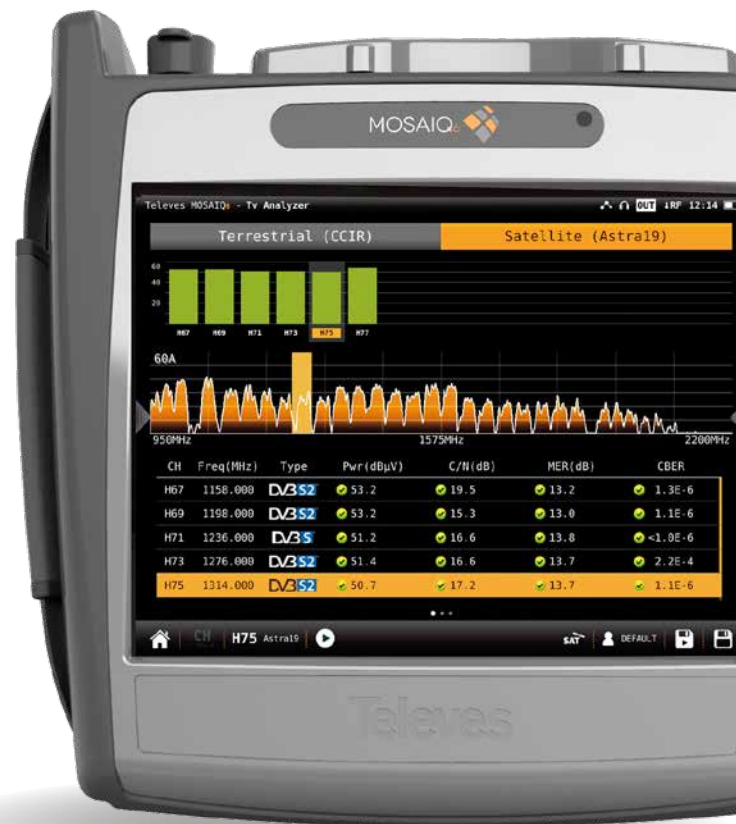 MOSAIQ6
Televes MOSAIQ6 - Tv Analyzer OUT ↓RF 12:14
Terrestrial (CCIR) Satellite (Astra19)
60
40
20
H67 H69 H71 H73 H75 H77
60A
950MHz 1575MHz 2200MHz
CH Freq(MHz) Type Pwr(dBµV) C/N(dB) MER(dB) CBER
H67 1158.000 DVB S2 53.2 19.5 13.2 1.3E-6
H69 1198.000 DVB S2 53.2 15.3 13.0 1.1E-6
H71 1236.000 DVB S 51.2 16.6 13.8 <1.0E-6
H73 1276.000 DVB S2 51.4 16.6 13.7 2.2E-4
H75 1314.000 DVB S2 50.7 17.2 13.7 1.1E-6
CH H75 Astra19 SAT DEFAULT
Televes